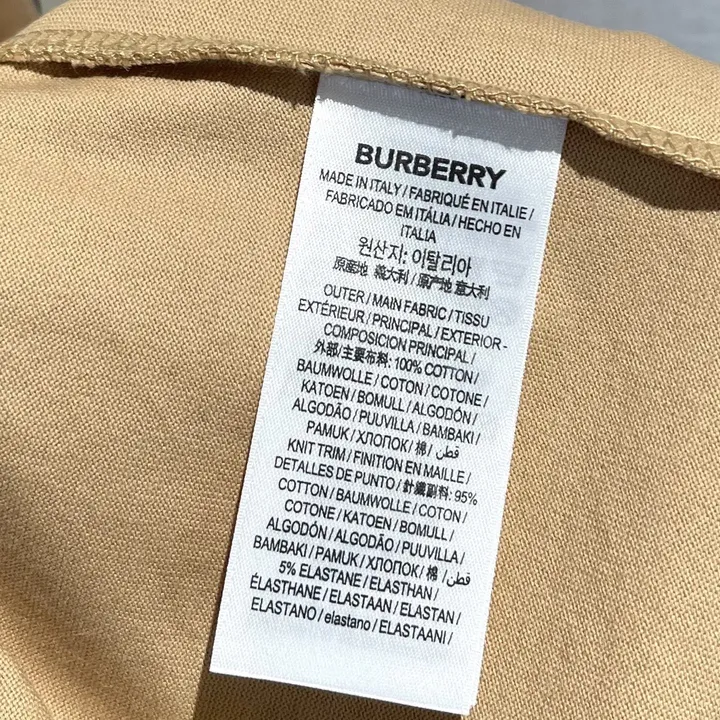 BURBERRY
MADE IN ITALY / FABRIQUÉ EN ITALIE /
FABRICADO EM ITÁLIA / HECHO EN
ITALIA
원산지: 이탈리아
原産地 義大利 / 原产地 意大利
OUTER / MAIN FABRIC / TISSU
EXTÉRIEUR / PRINCIPAL / EXTERIOR -
COMPOSICION PRINCIPAL /
外部/主要布料: 100% COTTON /
BAUMWOLLE / COTON / COTONE /
KATOEN / BOMULL / ALGODÓN /
ALGODÃO / PUUVILLA / BAMBAKI /
PAMUK / ХЛОПОК / 棉 / قطن /
KNIT TRIM / FINITION EN MAILLE /
DETALLES DE PUNTO / 針織副料: 95%
COTTON / BAUMWOLLE / COTON /
COTONE / KATOEN / BOMULL /
ALGODÓN / ALGODÃO / PUUVILLA /
BAMBAKI / PAMUK / ХЛОПОК / 棉 / قطن /
5% ELASTANE / ELASTHAN /
ÉLASTHANE / ELASTAAN / ELASTAN /
ELASTANO / elastano / ELASTAANI /